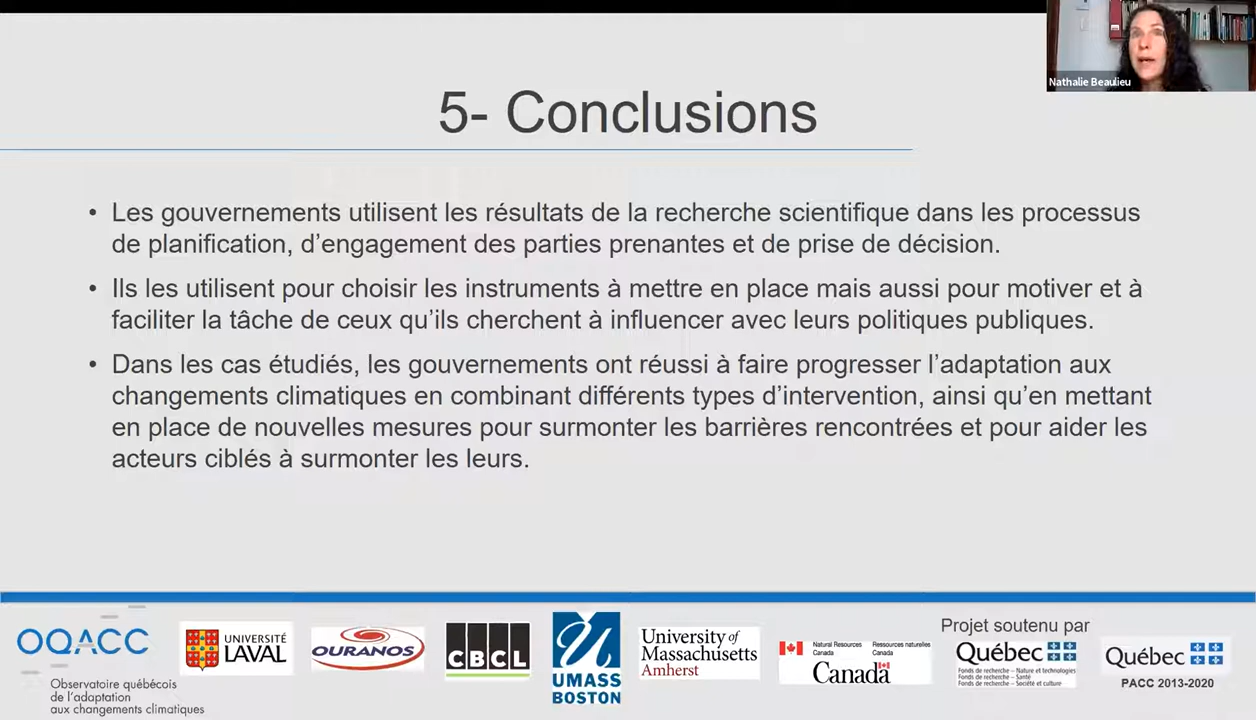 Nathalie Beaulieu
5- Conclusions
• Les gouvernements utilisent les résultats de la recherche scientifique dans les processus
de planification, d’engagement des parties prenantes et de prise de décision.
• Ils les utilisent pour choisir les instruments à mettre en place mais aussi pour motiver et à
faciliter la tâche de ceux qu’ils cherchent à influencer avec leurs politiques publiques.
• Dans les cas étudiés, les gouvernements ont réussi à faire progresser l’adaptation aux
changements climatiques en combinant différents types d’intervention, ainsi qu’en mettant
en place de nouvelles mesures pour surmonter les barrières rencontrées et pour aider les
acteurs ciblés à surmonter les leurs.
OQACC
Observatoire québécois
de l’adaptation
aux changements climatiques
UNIVERSITÉ
LAVAL
OURANOS
CBCL
UMASS
BOSTON
University of
Massachusetts
Amherst
Natural Resources Canada
Ressources naturelles Canada
Canada
Projet soutenu par
Québec
Fonds de recherche – Nature et technologies
Fonds de recherche – Santé
Fonds de recherche – Société et culture
Québec
PACC 2013-2020